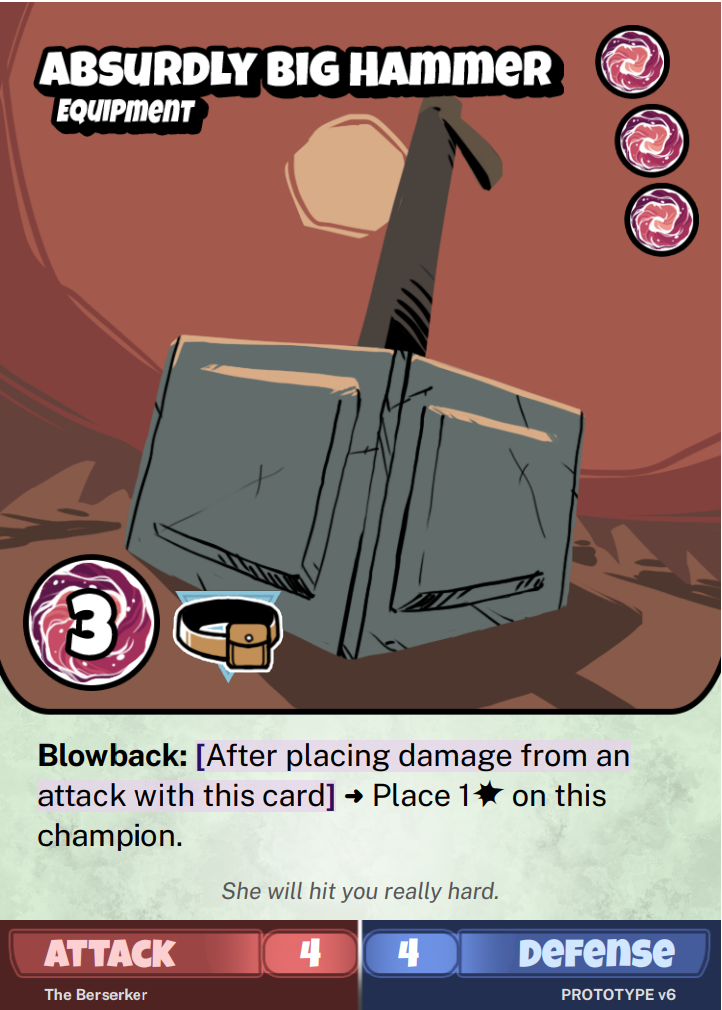 ABSURDLY BIG HAMMER
EQUIPMENT
3
Blowback: [After placing damage from an
attack with this card] ➜ Place 1✸ on this
champion.
She will hit you really hard.
ATTACK 4 4 DEFENSE
The Berserker PROTOTYPE v6